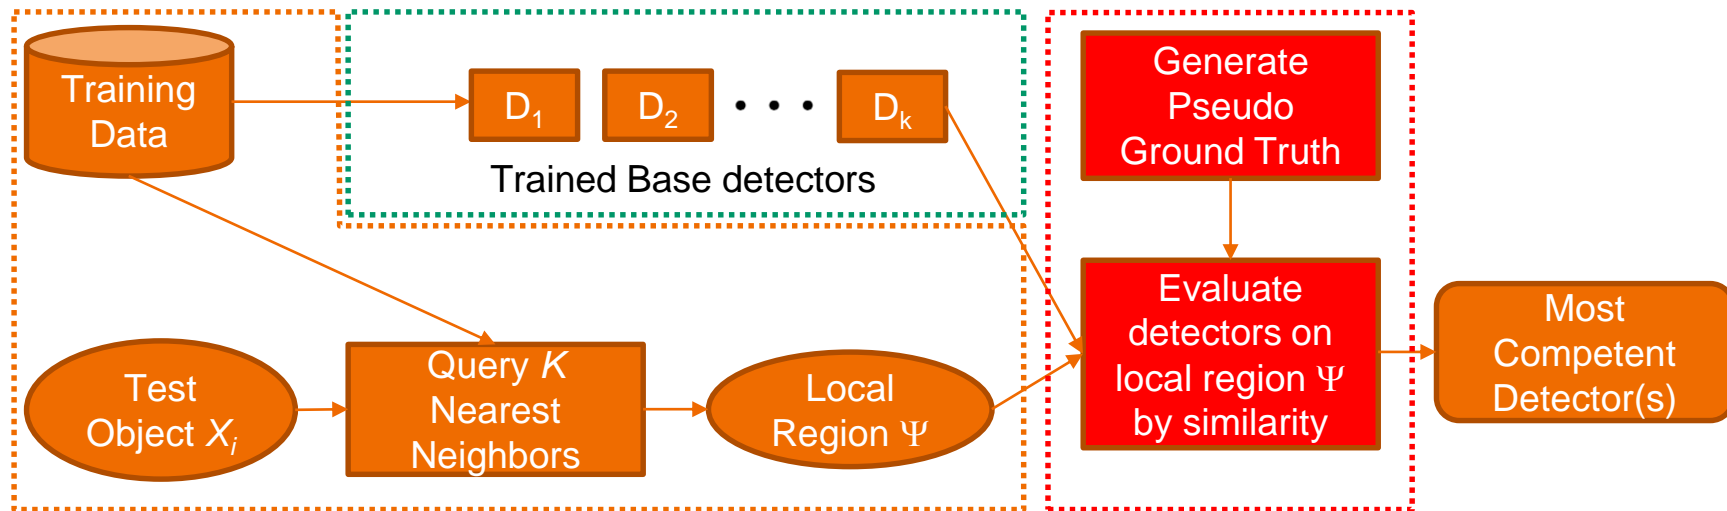 Training
Data
D1
D2
. . .
Dk
Trained Base detectors
Generate
Pseudo
Ground Truth
Test
Object Xi
Query K
Nearest
Neighbors
Local
Region Ψ
Evaluate
detectors on
local region Ψ
by similarity
Most
Competent
Detector(s)